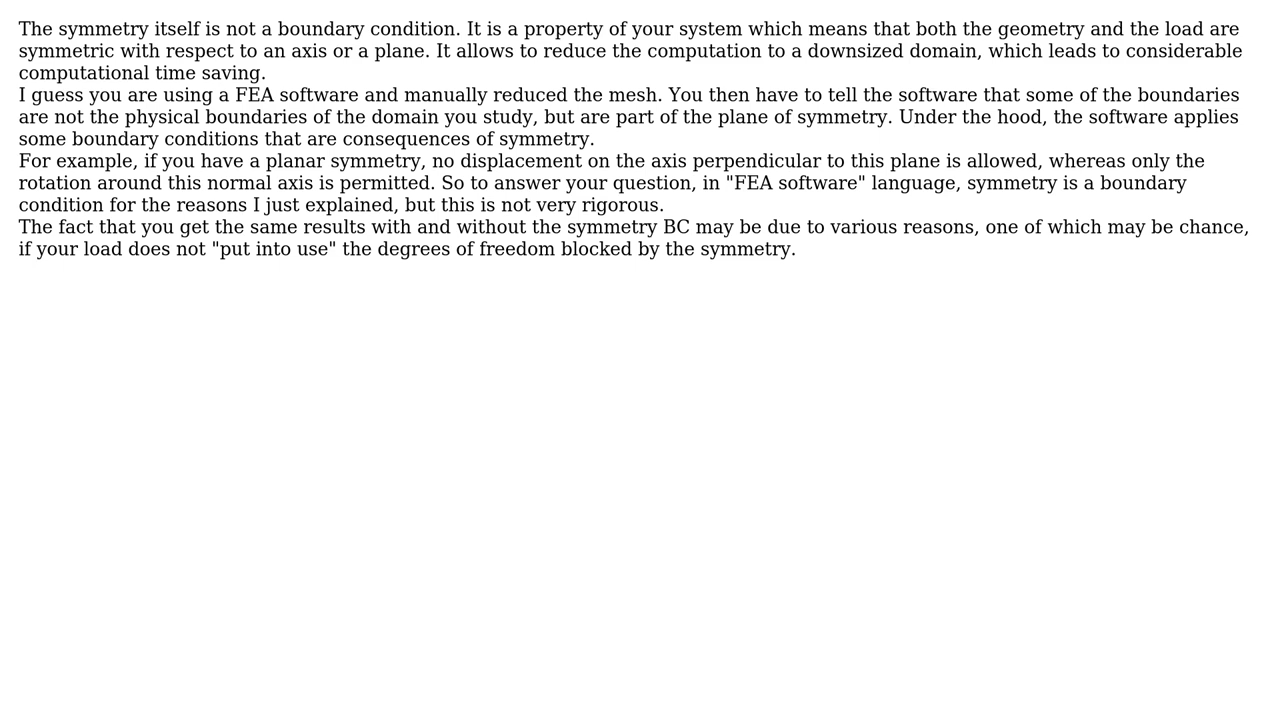 The symmetry itself is not a boundary condition. It is a property of your system which means that both the geometry and the load are
symmetric with respect to an axis or a plane. It allows to reduce the computation to a downsized domain, which leads to considerable
computational time saving.
I guess you are using a FEA software and manually reduced the mesh. You then have to tell the software that some of the boundaries
are not the physical boundaries of the domain you study, but are part of the plane of symmetry. Under the hood, the software applies
some boundary conditions that are consequences of symmetry.
For example, if you have a planar symmetry, no displacement on the axis perpendicular to this plane is allowed, whereas only the
rotation around this normal axis is permitted. So to answer your question, in "FEA software" language, symmetry is a boundary
condition for the reasons I just explained, but this is not very rigorous.
The fact that you get the same results with and without the symmetry BC may be due to various reasons, one of which may be chance,
if your load does not "put into use" the degrees of freedom blocked by the symmetry.